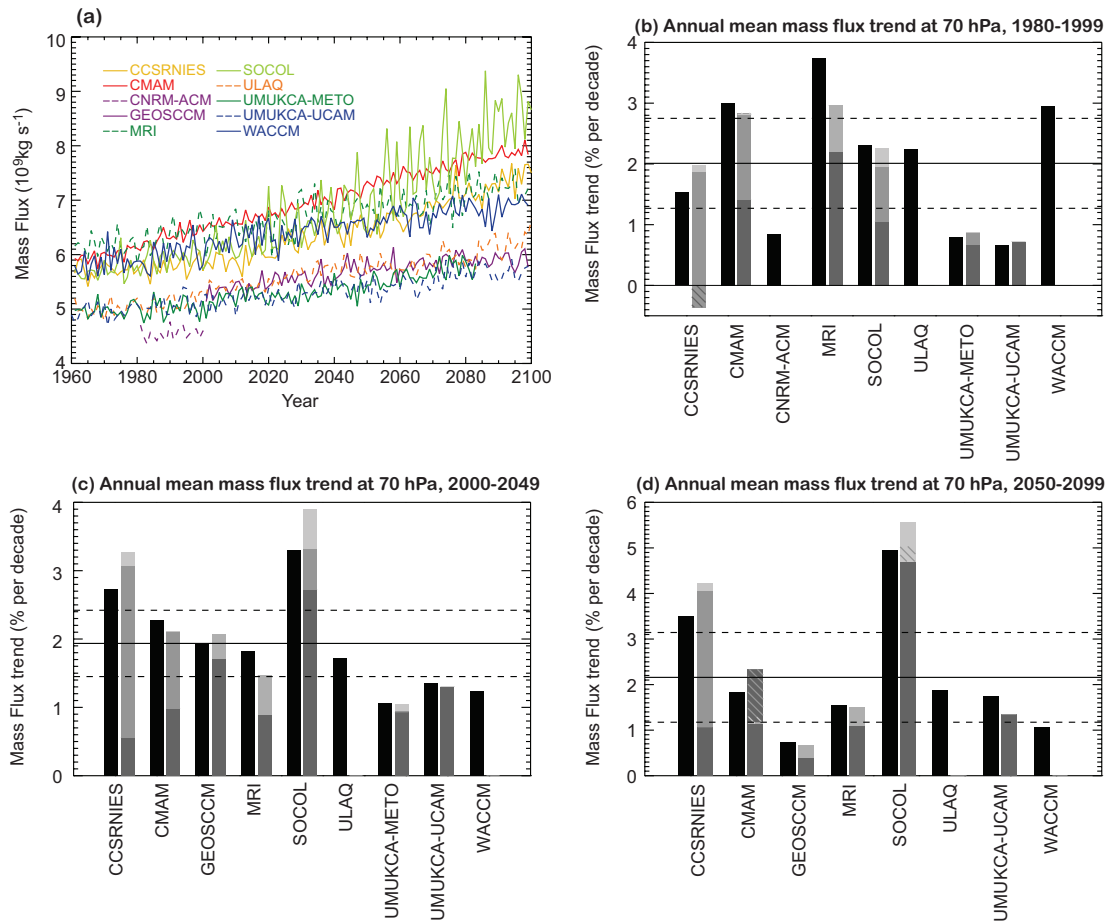 (a)
Mass Flux (10⁹kg s⁻¹)
10
9
8
7
6
5
4
CCSRNIES
CMAM
CNRM-ACM
GEOSCCM
MRI
SOCOL
ULAQ
UMUKCA-METO
UMUKCA-UCAM
WACCM
1960 1980 2000 2020 2040 2060 2080 2100
Year
(b) Annual mean mass flux trend at 70 hPa, 1980-1999
Mass Flux trend (% per decade)
4
3
2
1
0
CCSRNIES
CMAM
CNRM-ACM
MRI
SOCOL
ULAQ
UMUKCA-METO
UMUKCA-UCAM
WACCM
(c) Annual mean mass flux trend at 70 hPa, 2000-2049
Mass Flux trend (% per decade)
4
3
2
1
0
CCSRNIES
CMAM
GEOSCCM
MRI
SOCOL
ULAQ
UMUKCA-METO
UMUKCA-UCAM
WACCM
(d) Annual mean mass flux trend at 70 hPa, 2050-2099
Mass Flux trend (% per decade)
6
5
4
3
2
1
0
CCSRNIES
CMAM
GEOSCCM
MRI
SOCOL
ULAQ
UMUKCA-UCAM
WACCM